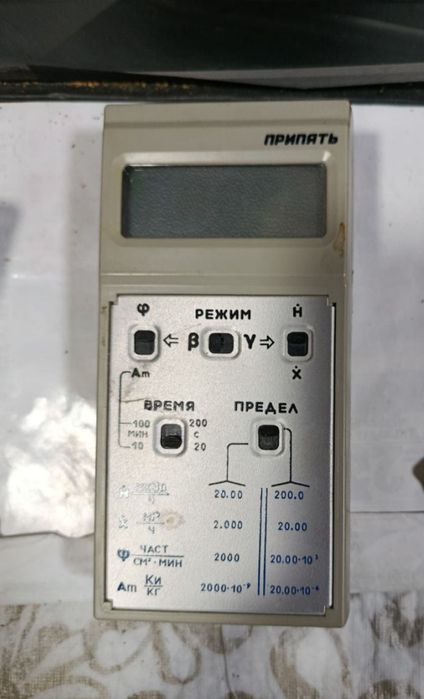 ПРИПЯТЬ
φ РЕЖИМ Ḣ
⇐ β γ ⇒
Am Ẋ
ВРЕМЯ ПРЕДЕЛ
100 200
МИН с
10 20
Ч 20.00 200.0
МР/Ч 2.000 20.00
φ ЧАСТ/СМ²·МИН 2000 20.00·10³
Am Ки/КГ 2000·10⁻⁹ 20.00·10⁻⁶